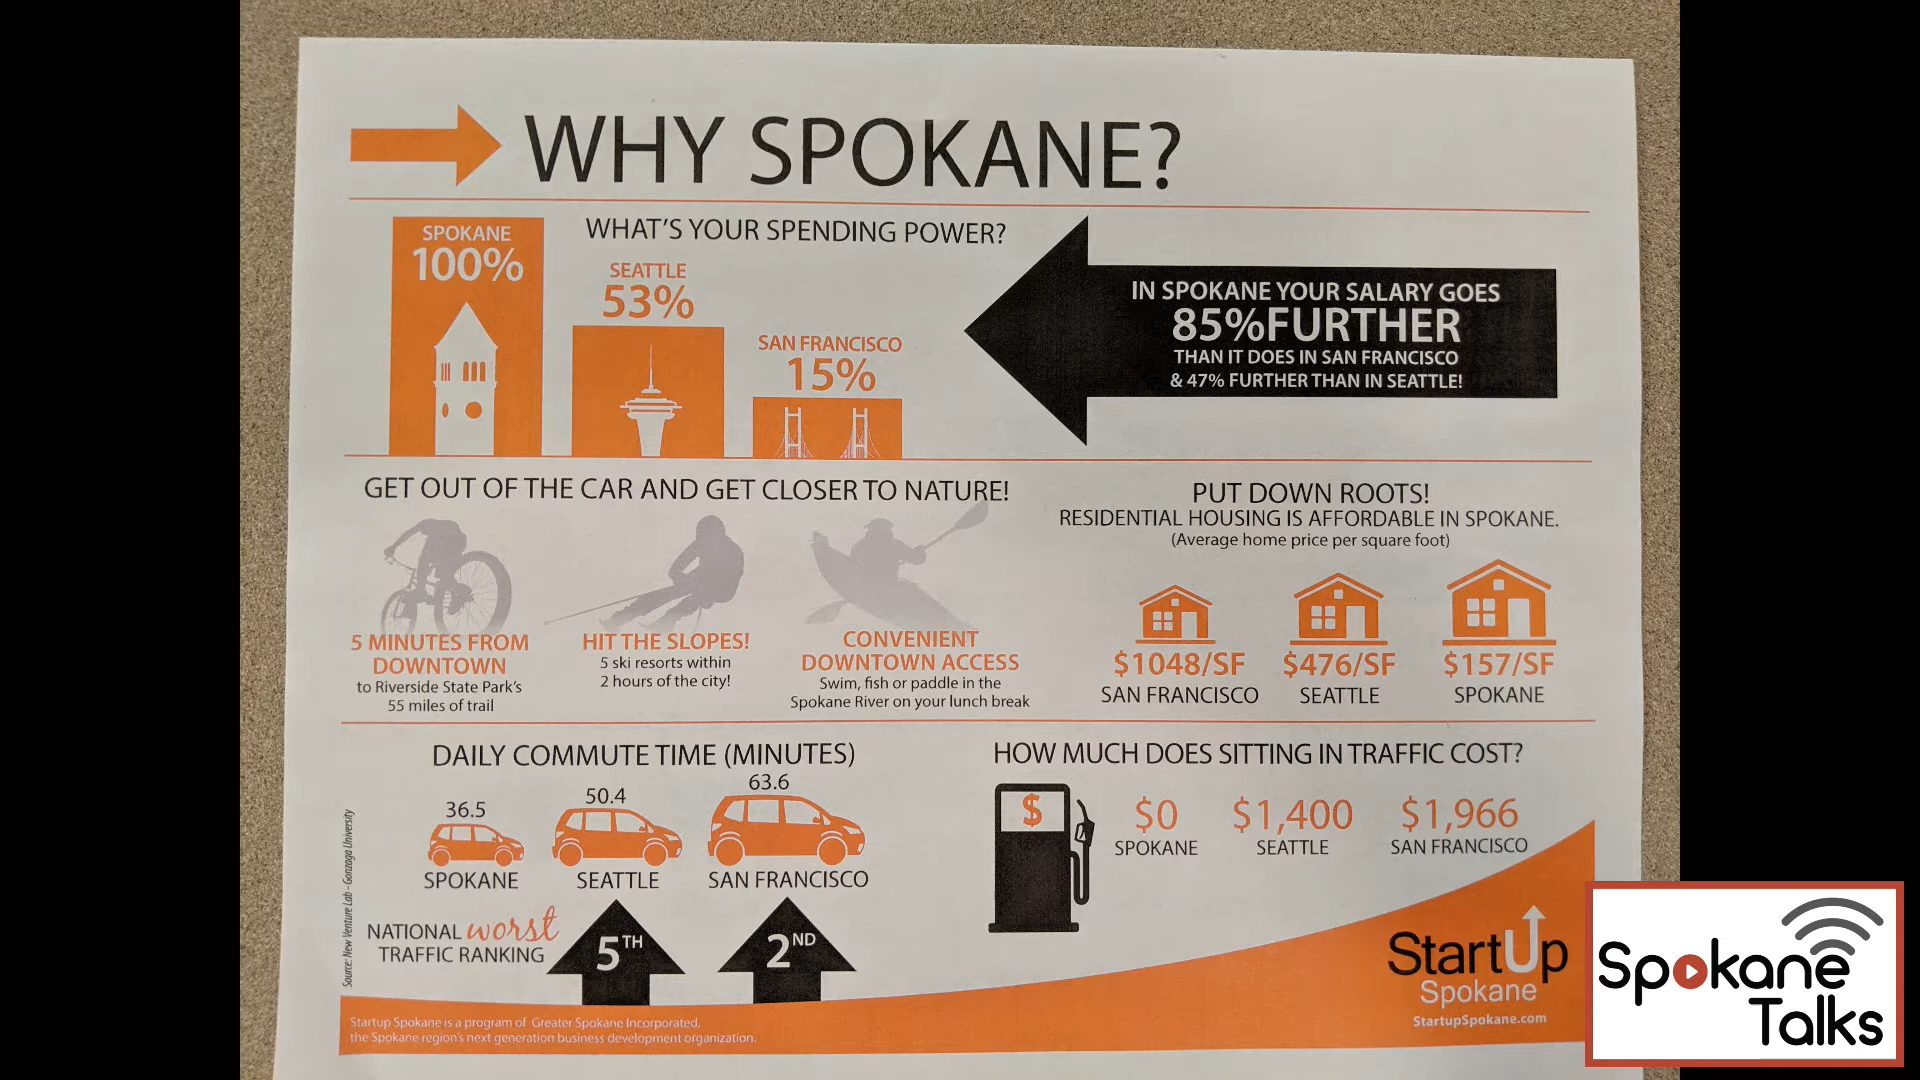 WHY SPOKANE?
WHAT'S YOUR SPENDING POWER?
SPOKANE
100%
SEATTLE
53%
SAN FRANCISCO
15%
IN SPOKANE YOUR SALARY GOES
85%FURTHER
THAN IT DOES IN SAN FRANCISCO
& 47% FURTHER THAN IN SEATTLE!
GET OUT OF THE CAR AND GET CLOSER TO NATURE!
5 MINUTES FROM
DOWNTOWN
to Riverside State Park's
55 miles of trail
HIT THE SLOPES!
5 ski resorts within
2 hours of the city!
CONVENIENT
DOWNTOWN ACCESS
Swim, fish or paddle in the
Spokane River on your lunch break
PUT DOWN ROOTS!
RESIDENTIAL HOUSING IS AFFORDABLE IN SPOKANE.
(Average home price per square foot)
$1048/SF
SAN FRANCISCO
$476/SF
SEATTLE
$157/SF
SPOKANE
DAILY COMMUTE TIME (MINUTES)
36.5
SPOKANE
50.4
SEATTLE
63.6
SAN FRANCISCO
NATIONAL worst
TRAFFIC RANKING
5TH
2ND
HOW MUCH DOES SITTING IN TRAFFIC COST?
$
$0
SPOKANE
$1,400
SEATTLE
$1,966
SAN FRANCISCO
Source: New Venture Lab - Gonzaga University
Startup Spokane is a program of Greater Spokane Incorporated,
the Spokane region's next generation business development organization.
StartUp
Spokane
StartupSpokane.com
Spokane
Talks